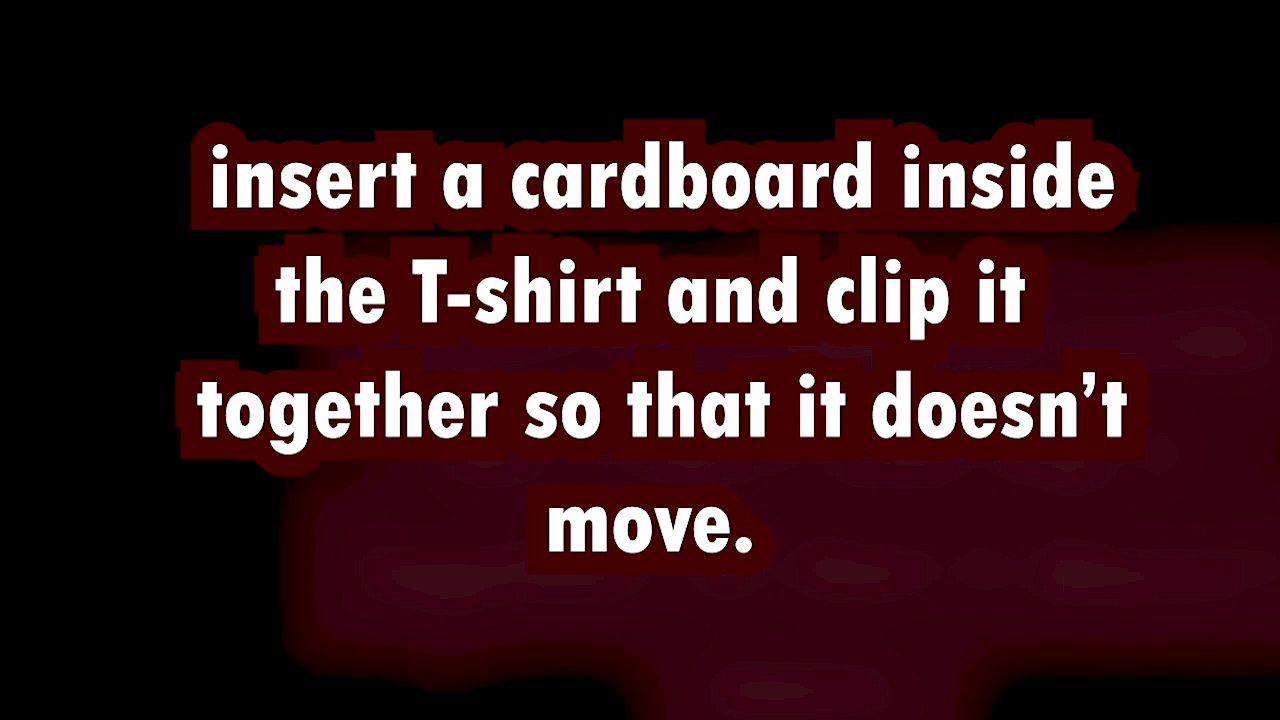 insert a cardboard inside
the T-shirt and clip it
together so that it doesn’t
move.